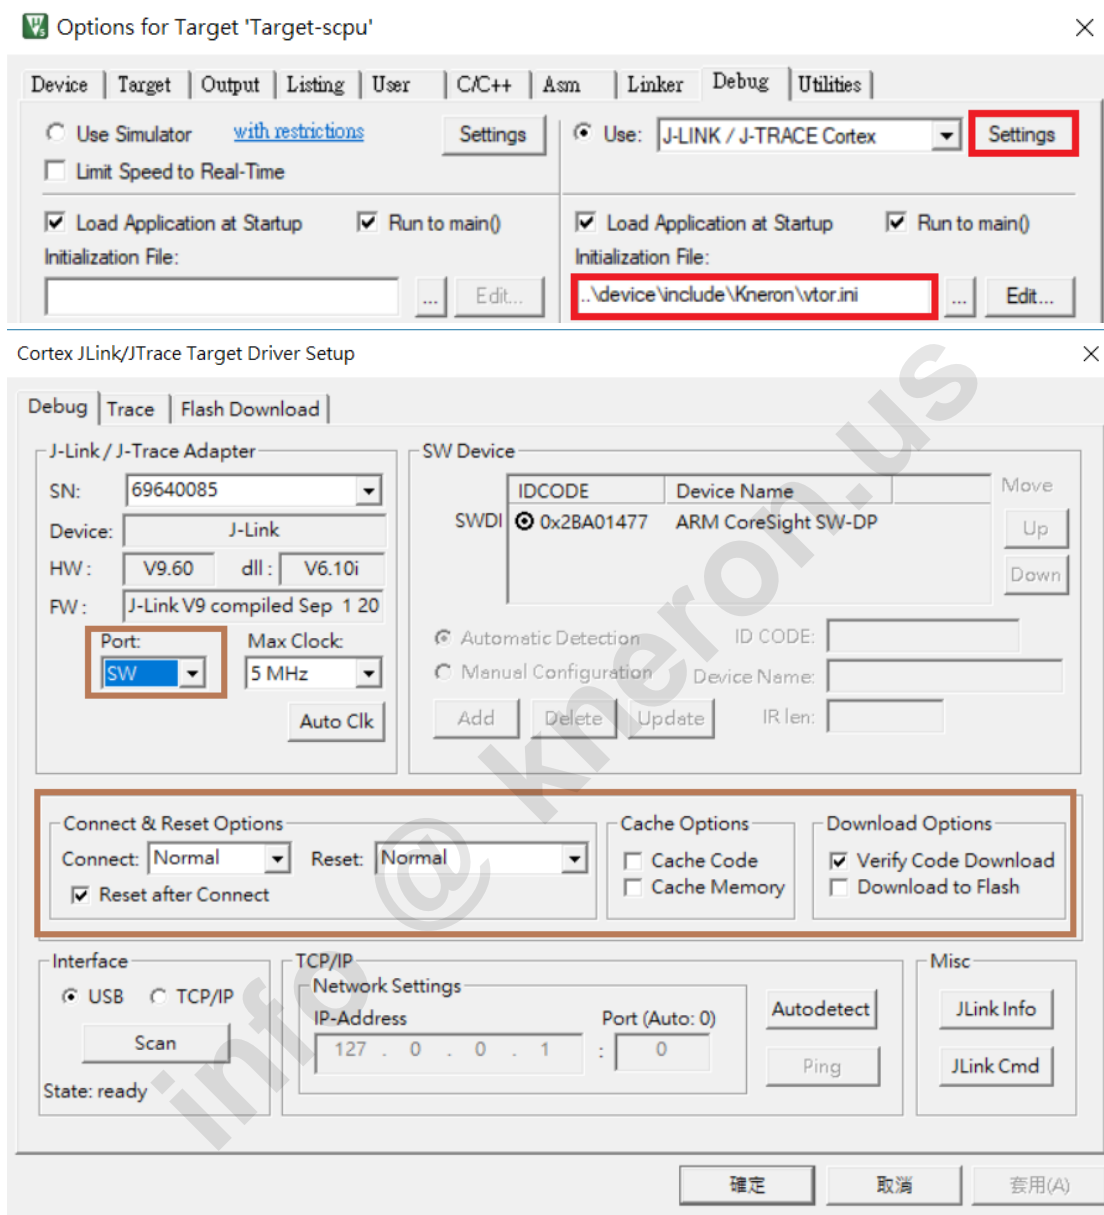 Options for Target 'Target-scpu'
Device Target Output Listing User C/C++ Asm Linker Debug Utilities
Use Simulator with restrictions Settings Use: J-LINK / J-TRACE Cortex Settings
Limit Speed to Real-Time
Load Application at Startup Run to main() Load Application at Startup Run to main()
Initialization File: Initialization File:
... Edit... ..\device\include\Kneron\vtor.ini ... Edit...
Cortex JLink/JTrace Target Driver Setup
Debug Trace Flash Download
J-Link / J-Trace Adapter SW Device
SN: 69640085 IDCODE Device Name Move
Device: J-Link SWDI 0x2BA01477 ARM CoreSight SW-DP Up
HW : V9.60 dll : V6.10i Down
FW : J-Link V9 compiled Sep 1 20
Port: Max Clock: Automatic Detection ID CODE:
SW 5 MHz Manual Configuration Device Name:
Auto Clk Add Delete Update IR len:
Connect & Reset Options Cache Options Download Options
Connect: Normal Reset: Normal Cache Code Verify Code Download
Reset after Connect Cache Memory Download to Flash
Interface TCP/IP Misc
USB TCP/IP Network Settings
IP-Address Port (Auto: 0) Autodetect JLink Info
Scan 127 . 0 . 0 . 1 : 0
Ping JLink Cmd
State: ready
確定 取消 套用(A)
info @ kneron.us